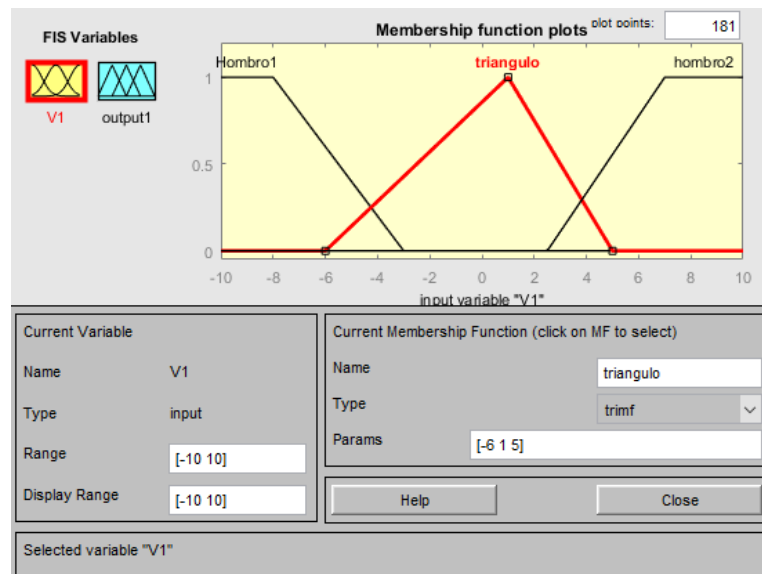 FIS Variables
V1
output1
Membership function plots
plot points:
181
Hombro1
triangulo
hombro2
1
0.5
0
-10 -8 -6 -4 -2 0 2 4 6 8 10
input variable "V1"
Current Variable
Name V1
Type input
Range [-10 10]
Display Range [-10 10]
Current Membership Function (click on MF to select)
Name triangulo
Type trimf
Params [-6 1 5]
Help
Close
Selected variable "V1"